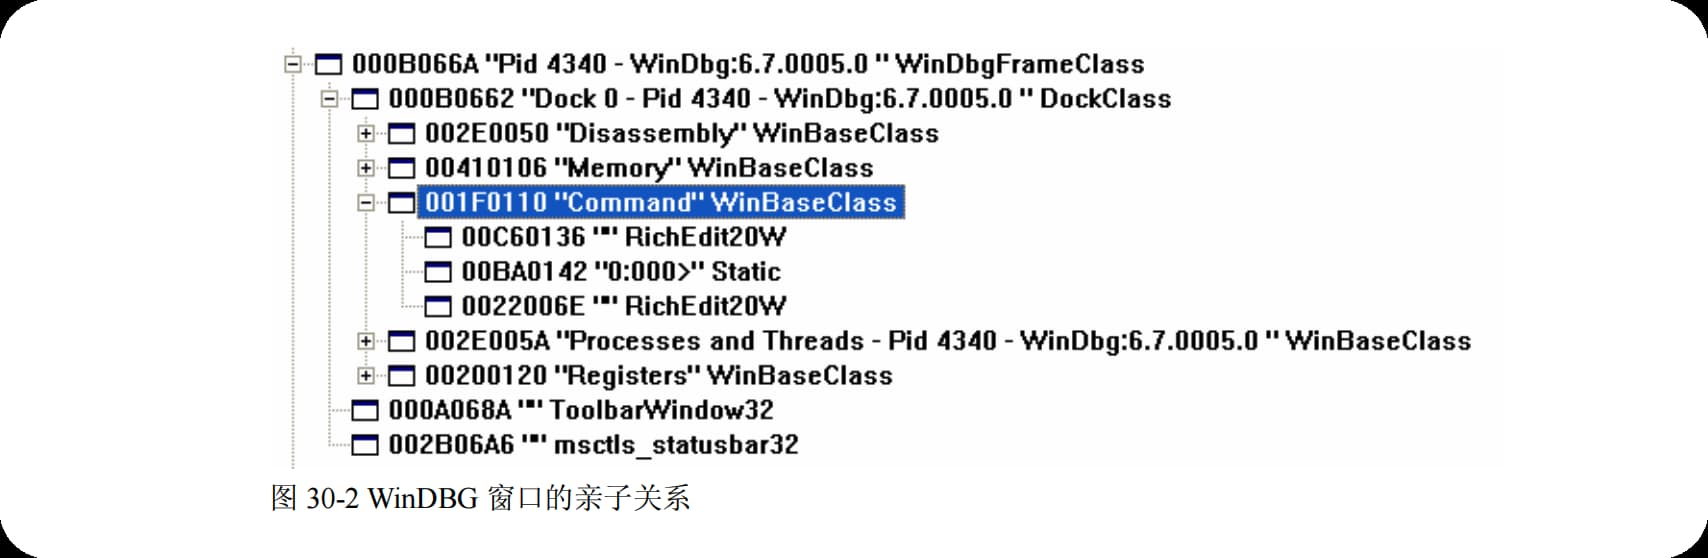 000B066A "Pid 4340 - WinDbg:6.7.0005.0 " WinDbgFrameClass
000B0662 "Dock 0 - Pid 4340 - WinDbg:6.7.0005.0 " DockClass
002E0050 "Disassembly" WinBaseClass
00410106 "Memory" WinBaseClass
001F0110 "Command" WinBaseClass
00C60136 "" RichEdit20W
00BA0142 "0:000>" Static
0022006E "" RichEdit20W
002E005A "Processes and Threads - Pid 4340 - WinDbg:6.7.0005.0 " WinBaseClass
00200120 "Registers" WinBaseClass
000A068A "" ToolbarWindow32
002B06A6 "" msctls_statusbar32
图 30-2 WinDBG 窗口的亲子关系